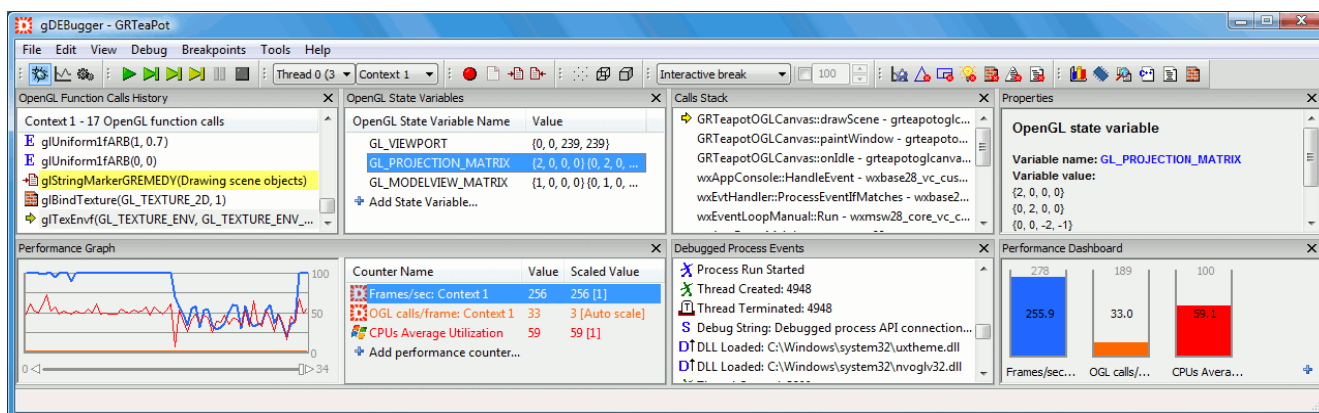 gDEBugger - GRTeaPot
File Edit View Debug Breakpoints Tools Help
Thread 0 (3 Context 1 Interactive break 100
OpenGL Function Calls History
Context 1 - 17 OpenGL function calls
E glUniform1fARB(1, 0.7)
E glUniform1fARB(0, 0)
glStringMarkerGREMEDY(Drawing scene objects)
glBindTexture(GL_TEXTURE_2D, 1)
glTexEnvf(GL_TEXTURE_ENV, GL_TEXTURE_ENV_...
OpenGL State Variables
OpenGL State Variable Name Value
GL_VIEWPORT {0, 0, 239, 239}
GL_PROJECTION_MATRIX {2, 0, 0, 0} {0, 2, 0, ...
GL_MODELVIEW_MATRIX {1, 0, 0, 0} {0, 1, 0, ...
Add State Variable...
Calls Stack
GRTeapotOGLCanvas::drawScene - grteapotoglc...
GRTeapotOGLCanvas::paintWindow - grteapoto...
GRTeapotOGLCanvas::onIdle - grteapotoglcanva...
wxAppConsole::HandleEvent - wxbase28_vc_cus...
wxEvtHandler::ProcessEventIfMatches - wxbase2...
wxEventLoopManual::Run - wxmsw28_core_vc_c...
Properties
OpenGL state variable
Variable name: GL_PROJECTION_MATRIX
Variable value:
{2, 0, 0, 0}
{0, 2, 0, 0}
{0, 0, -2, -1}
Performance Graph
100
50
0
0 34
Counter Name Value Scaled Value
Frames/sec: Context 1 256 256 [1]
OGL calls/frame: Context 1 33 3 [Auto scale]
CPUs Average Utilization 59 59 [1]
Add performance counter...
Debugged Process Events
Process Run Started
Thread Created: 4948
Thread Terminated: 4948
S Debug String: Debugged process API connection...
D DLL Loaded: C:\Windows\system32\uxtheme.dll
D DLL Loaded: C:\Windows\system32\nvoglv32.dll
Performance Dashboard
278 189 100
255.9 33.0 59.1
Frames/sec... OGL calls/... CPUs Avera...